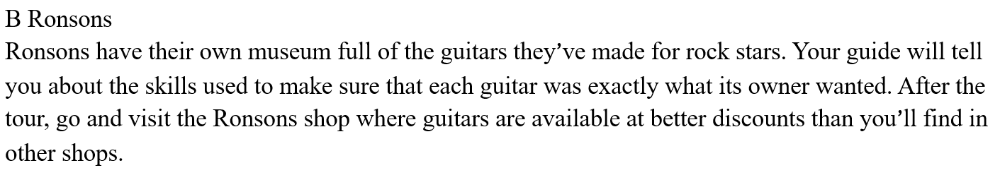 B Ronsons
Ronsons have their own museum full of the guitars they’ve made for rock stars. Your guide will tell
you about the skills used to make sure that each guitar was exactly what its owner wanted. After the
tour, go and visit the Ronsons shop where guitars are available at better discounts than you’ll find in
other shops.